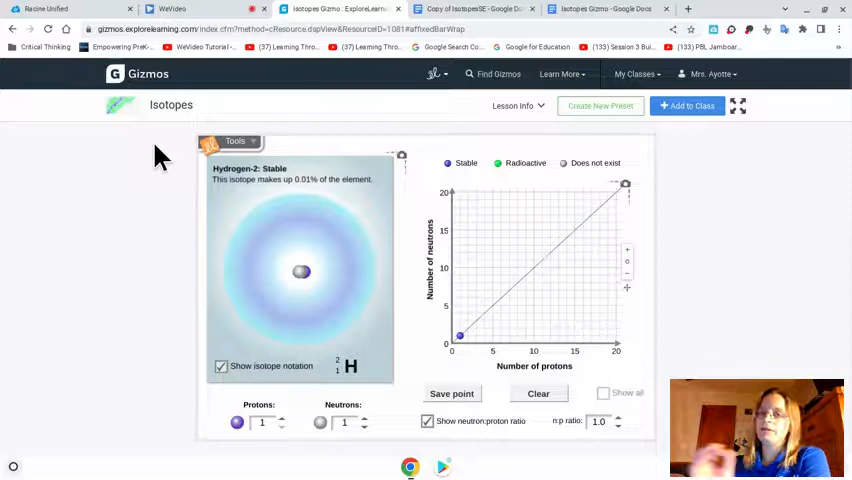 Racine Unified
WeVideo
Isotopes Gizmo : ExploreLearni
Copy of IsotopesSE - Google Do
Isotopes Gizmo - Google Docs
gizmos.explorelearning.com/index.cfm?method=cResource.dspView&ResourceID=1081#affixedBarWrap
Critical Thinking
Empowering PreK-...
WeVideo Tutorial -...
(37) Learning Thro...
(37) Learning Thro...
Google Search Co...
Google for Education
(133) Session 3 Bui...
(133) PBL Jamboar...
Gizmos
Find Gizmos
Learn More
My Classes
Mrs. Ayotte
Isotopes
Lesson Info
Create New Preset
+ Add to Class
Tools
Hydrogen-2: Stable
This isotope makes up 0.01% of the element.
Show isotope notation
2
1 H
Protons:
1
Neutrons:
1
Stable
Radioactive
Does not exist
Number of neutrons
20
15
10
5
0
0 5 10 15 20
Number of protons
Save point
Clear
Show all
Show neutron:proton ratio
n:p ratio:
1.0